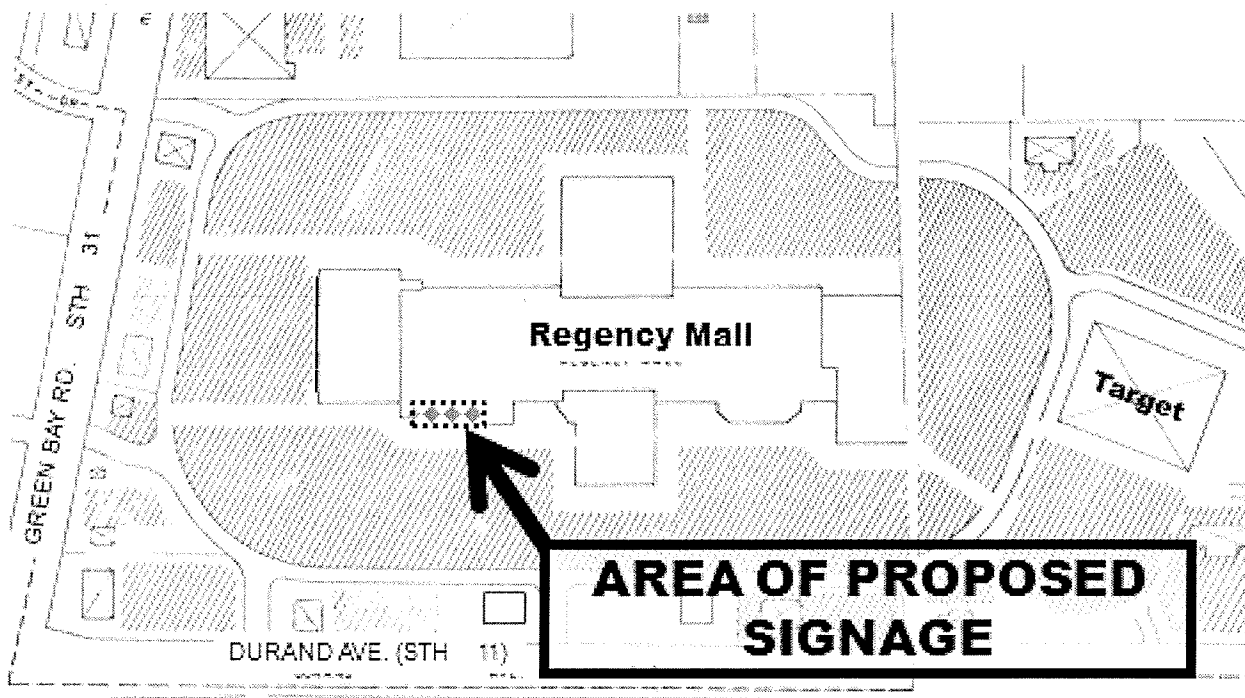 Regency Mall
Target
GREEN BAY RD. STH 31
AREA OF PROPOSED
SIGNAGE
DURAND AVE. (STH 11)